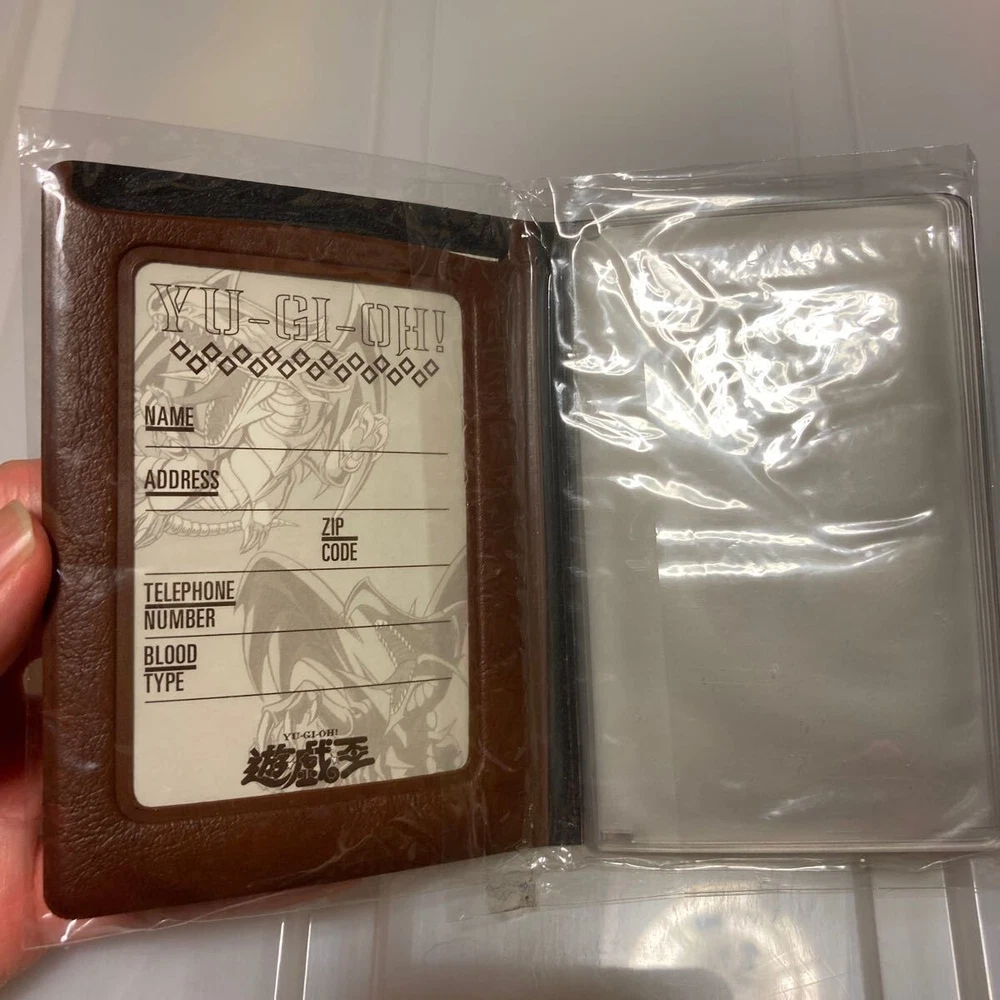 YU-GI-OH!
NAME
ADDRESS
ZIP
CODE
TELEPHONE
NUMBER
BLOOD
TYPE
YU-GI-OH!
遊戯王